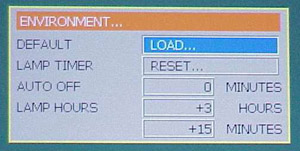 ENVIRONMENT...
DEFAULT LOAD...
LAMP TIMER RESET...
AUTO OFF 0 MINUTES
LAMP HOURS +3 HOURS
+15 MINUTES